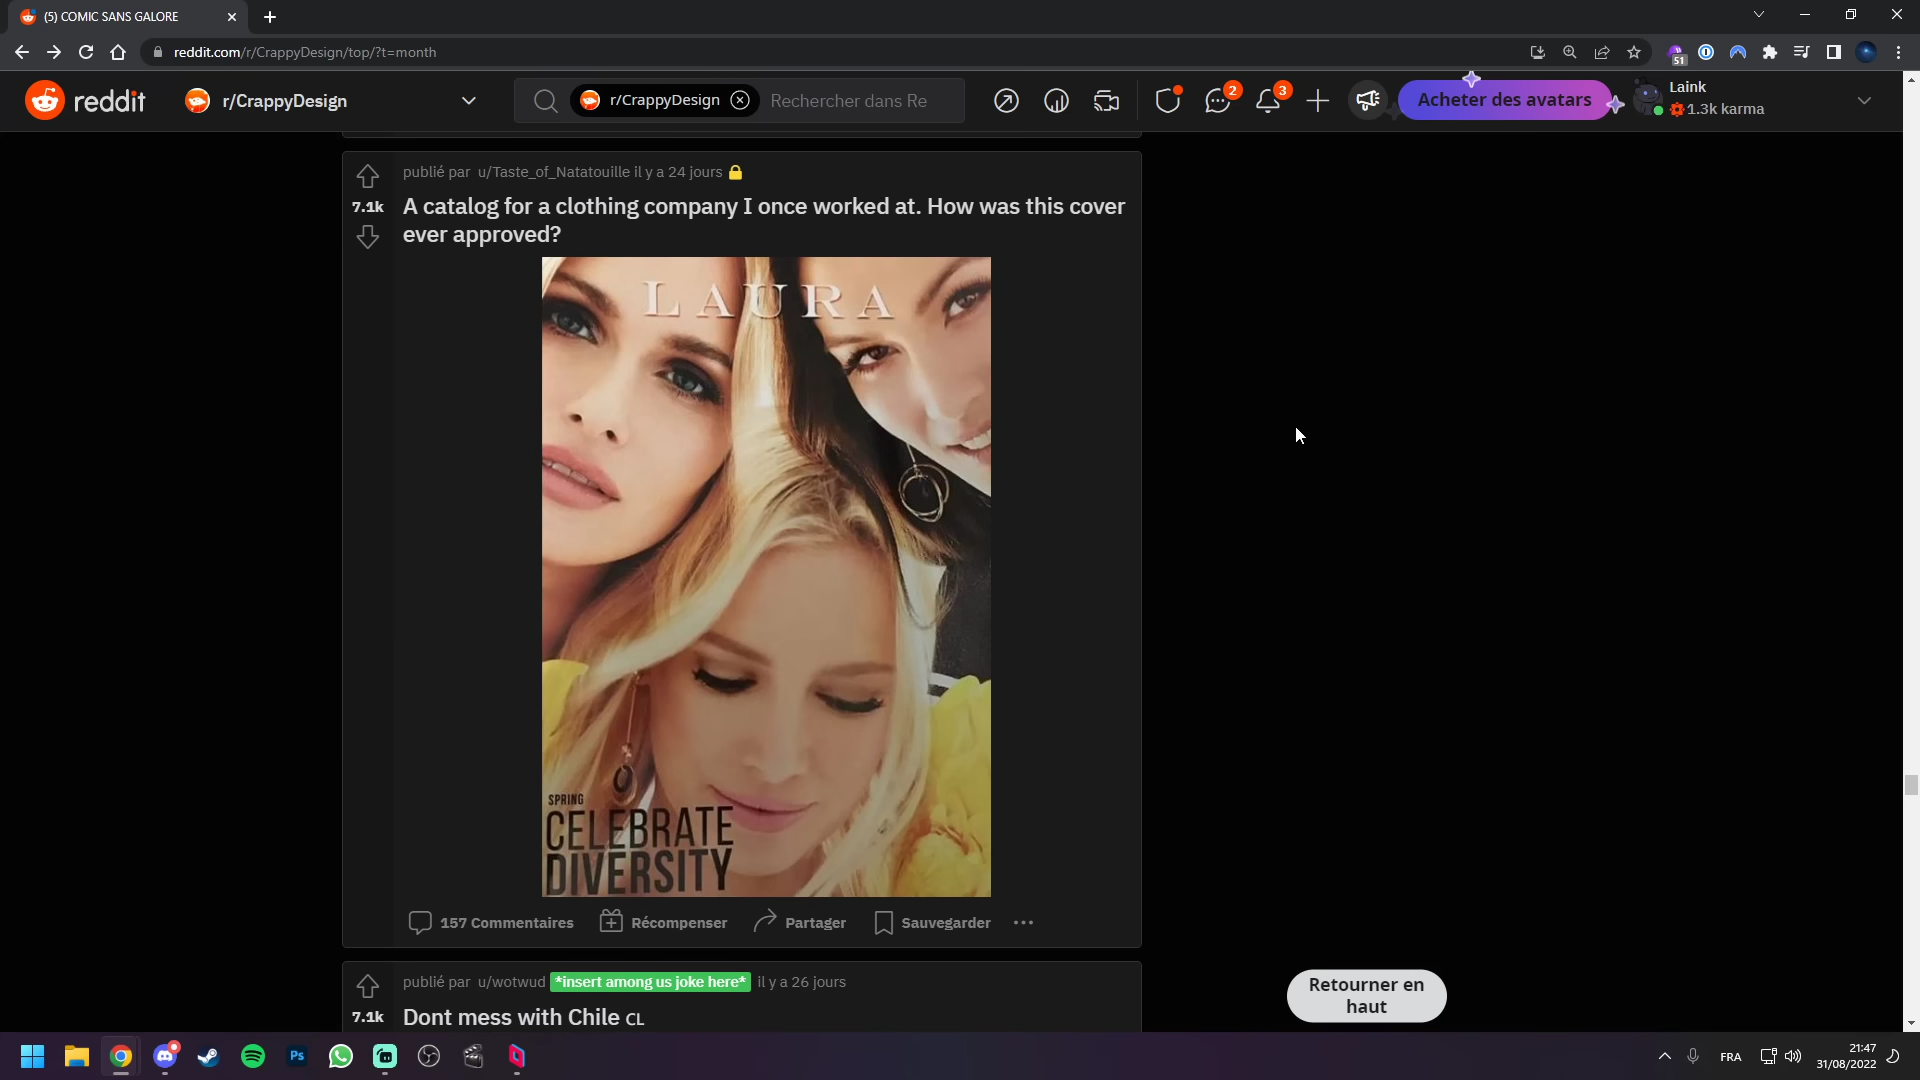 (5) COMIC SANS GALORE
reddit.com/r/CrappyDesign/top/?t=month
51
reddit
r/CrappyDesign
r/CrappyDesign
Rechercher dans Re
2
3
Acheter des avatars
Laink
1.3k karma
publié par u/Taste_of_Natatouille il y a 24 jours
7.1k
A catalog for a clothing company I once worked at. How was this cover
ever approved?
LAURA
SPRING
CELEBRATE
DIVERSITY
157 Commentaires
Récompenser
Partager
Sauvegarder
publié par u/wotwud *insert among us joke here* il y a 26 jours
7.1k
Dont mess with Chile CL
Retourner en
haut
Ps
FRA
21:47
31/08/2022